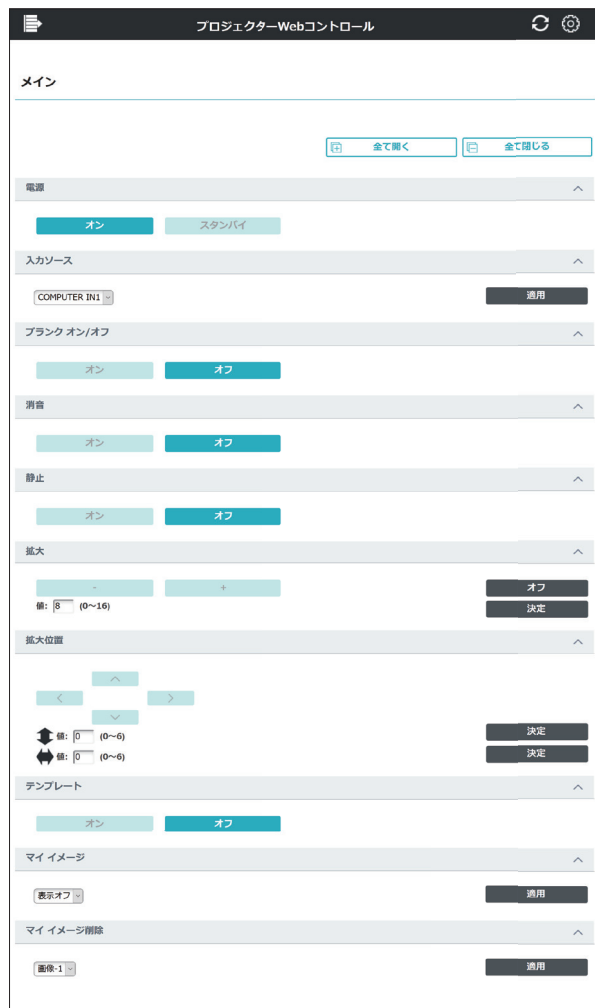 プロジェクターWebコントロール
メイン
全て開く 全て閉じる
電源
オン スタンバイ
入力ソース
COMPUTER IN1 適用
ブランク オン/オフ
オン オフ
消音
オン オフ
静止
オン オフ
拡大
- + オフ
値: 8 (0～16) 決定
拡大位置
値: 0 (0～6) 決定
値: 0 (0～6) 決定
テンプレート
オン オフ
マイ イメージ
表示オフ 適用
マイ イメージ削除
画像-1 適用